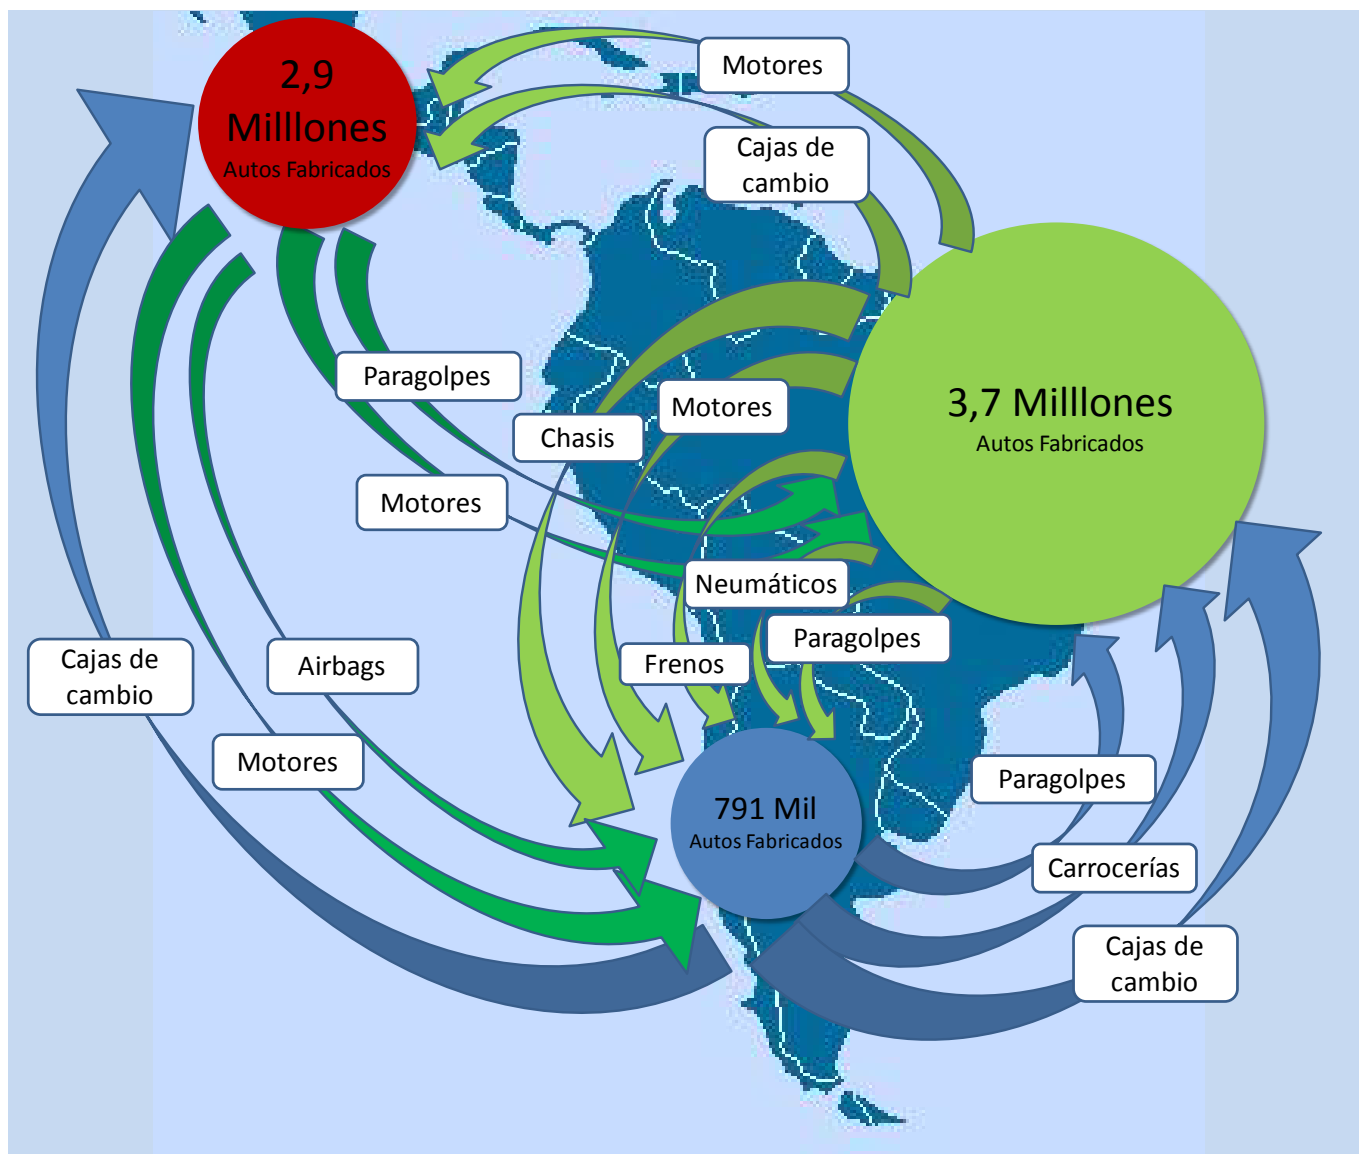 Motores
2,9
Milllones
Autos Fabricados
Cajas de
cambio
Paragolpes
Motores
Chasis
3,7 Milllones
Autos Fabricados
Motores
Neumáticos
Paragolpes
Frenos
Cajas de
cambio
Airbags
Motores
Paragolpes
791 Mil
Autos Fabricados
Carrocerías
Cajas de
cambio